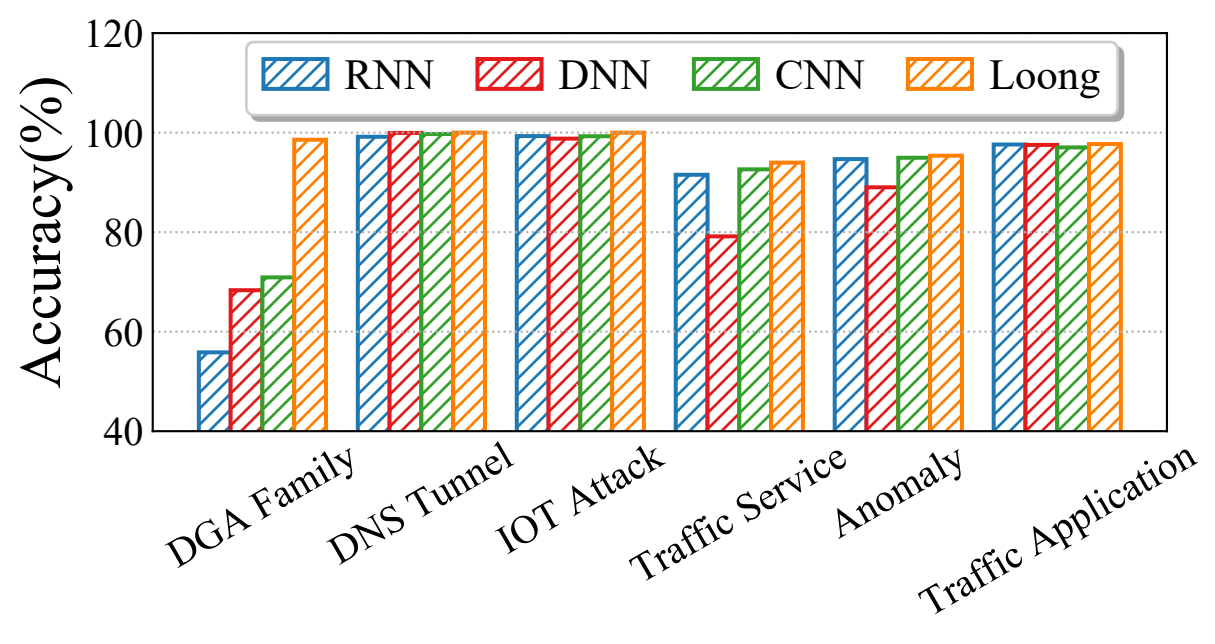 Accuracy(%)
120
100
80
60
40
RNN DNN CNN Loong
DGA Family
DNS Tunnel
IOT Attack
Traffic Service
Anomaly
Traffic Application